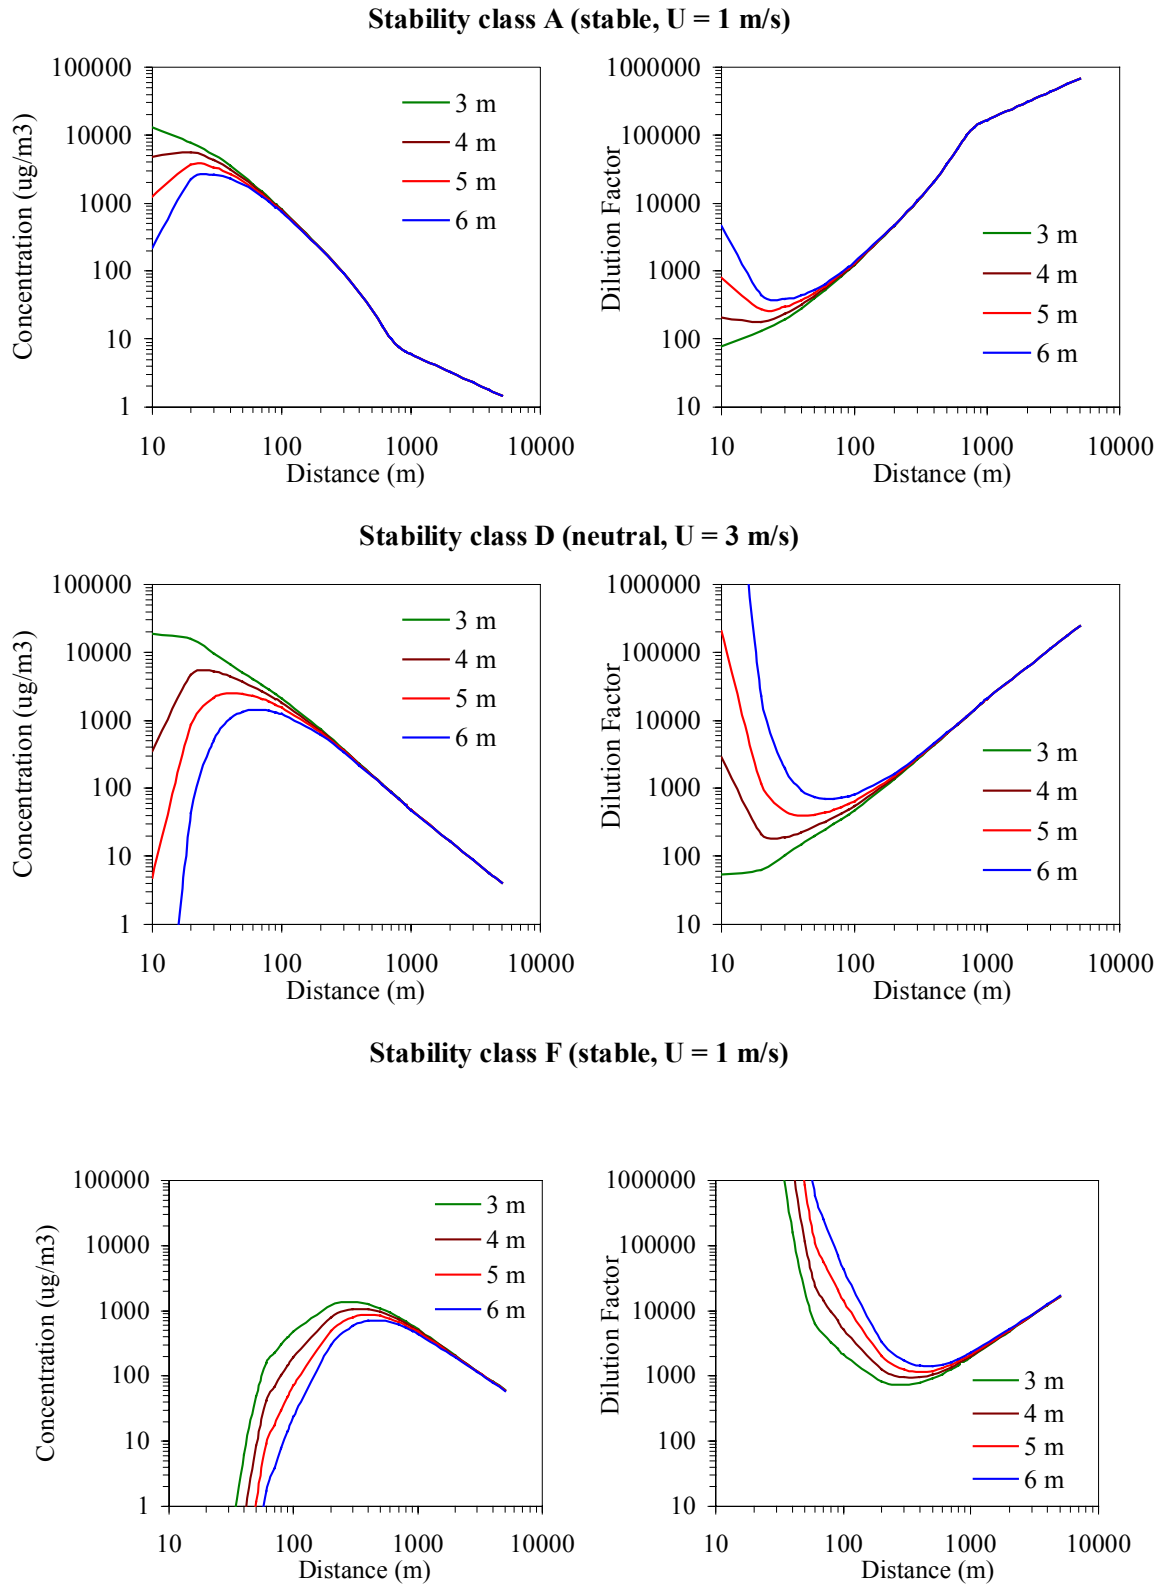 Stability class A (stable, U = 1 m/s)
Concentration (ug/m3)
100000
10000
1000
100
10
1
3 m
4 m
5 m
6 m
10 100 1000 10000
Distance (m)
Dilution Factor
1000000
100000
10000
1000
100
10
3 m
4 m
5 m
6 m
10 100 1000 10000
Distance (m)
Stability class D (neutral, U = 3 m/s)
Concentration (ug/m3)
100000
10000
1000
100
10
1
3 m
4 m
5 m
6 m
10 100 1000 10000
Distance (m)
Dilution Factor
1000000
100000
10000
1000
100
10
3 m
4 m
5 m
6 m
10 100 1000 10000
Distance (m)
Stability class F (stable, U = 1 m/s)
Concentration (ug/m3)
100000
10000
1000
100
10
1
3 m
4 m
5 m
6 m
10 100 1000 10000
Distance (m)
Dilution Factor
1000000
100000
10000
1000
100
10
3 m
4 m
5 m
6 m
10 100 1000 10000
Distance (m)